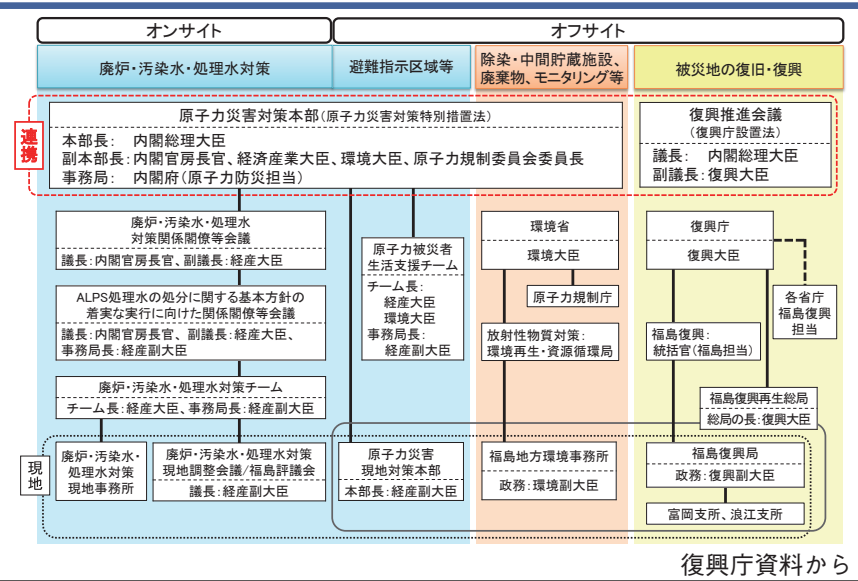 オンサイト
オフサイト
廃炉・汚染水・処理水対策
避難指示区域等
除染・中間貯蔵施設、
廃棄物、モニタリング等
被災地の復旧・復興
連携
原子力災害対策本部(原子力災害対策特別措置法)
本部長: 内閣総理大臣
副本部長:内閣官房長官、経済産業大臣、環境大臣、原子力規制委員会委員長
事務局: 内閣府(原子力防災担当)
復興推進会議
(復興庁設置法)
議長: 内閣総理大臣
副議長:復興大臣
廃炉・汚染水・処理水
対策関係閣僚等会議
議長:内閣官房長官、副議長:経産大臣
ALPS処理水の処分に関する基本方針の
着実な実行に向けた関係閣僚等会議
議長:内閣官房長官、副議長:経産大臣、
事務局長:経産副大臣
廃炉・汚染水・処理水対策チーム
チーム長:経産大臣、事務局長:経産副大臣
原子力被災者
生活支援チーム
チーム長:
経産大臣
環境大臣
事務局長:
経産副大臣
環境省
環境大臣
原子力規制庁
放射性物質対策:
環境再生・資源循環局
復興庁
復興大臣
各省庁
福島復興
担当
福島復興:
統括官(福島担当)
福島復興再生総局
総局の長:復興大臣
現地
廃炉・汚染水・
処理水対策
現地事務所
廃炉・汚染水・処理水対策
現地調整会議/福島評議会
議長:経産副大臣
原子力災害
現地対策本部
本部長:経産副大臣
福島地方環境事務所
政務:環境副大臣
福島復興局
政務:復興副大臣
富岡支所、浪江支所
復興庁資料から